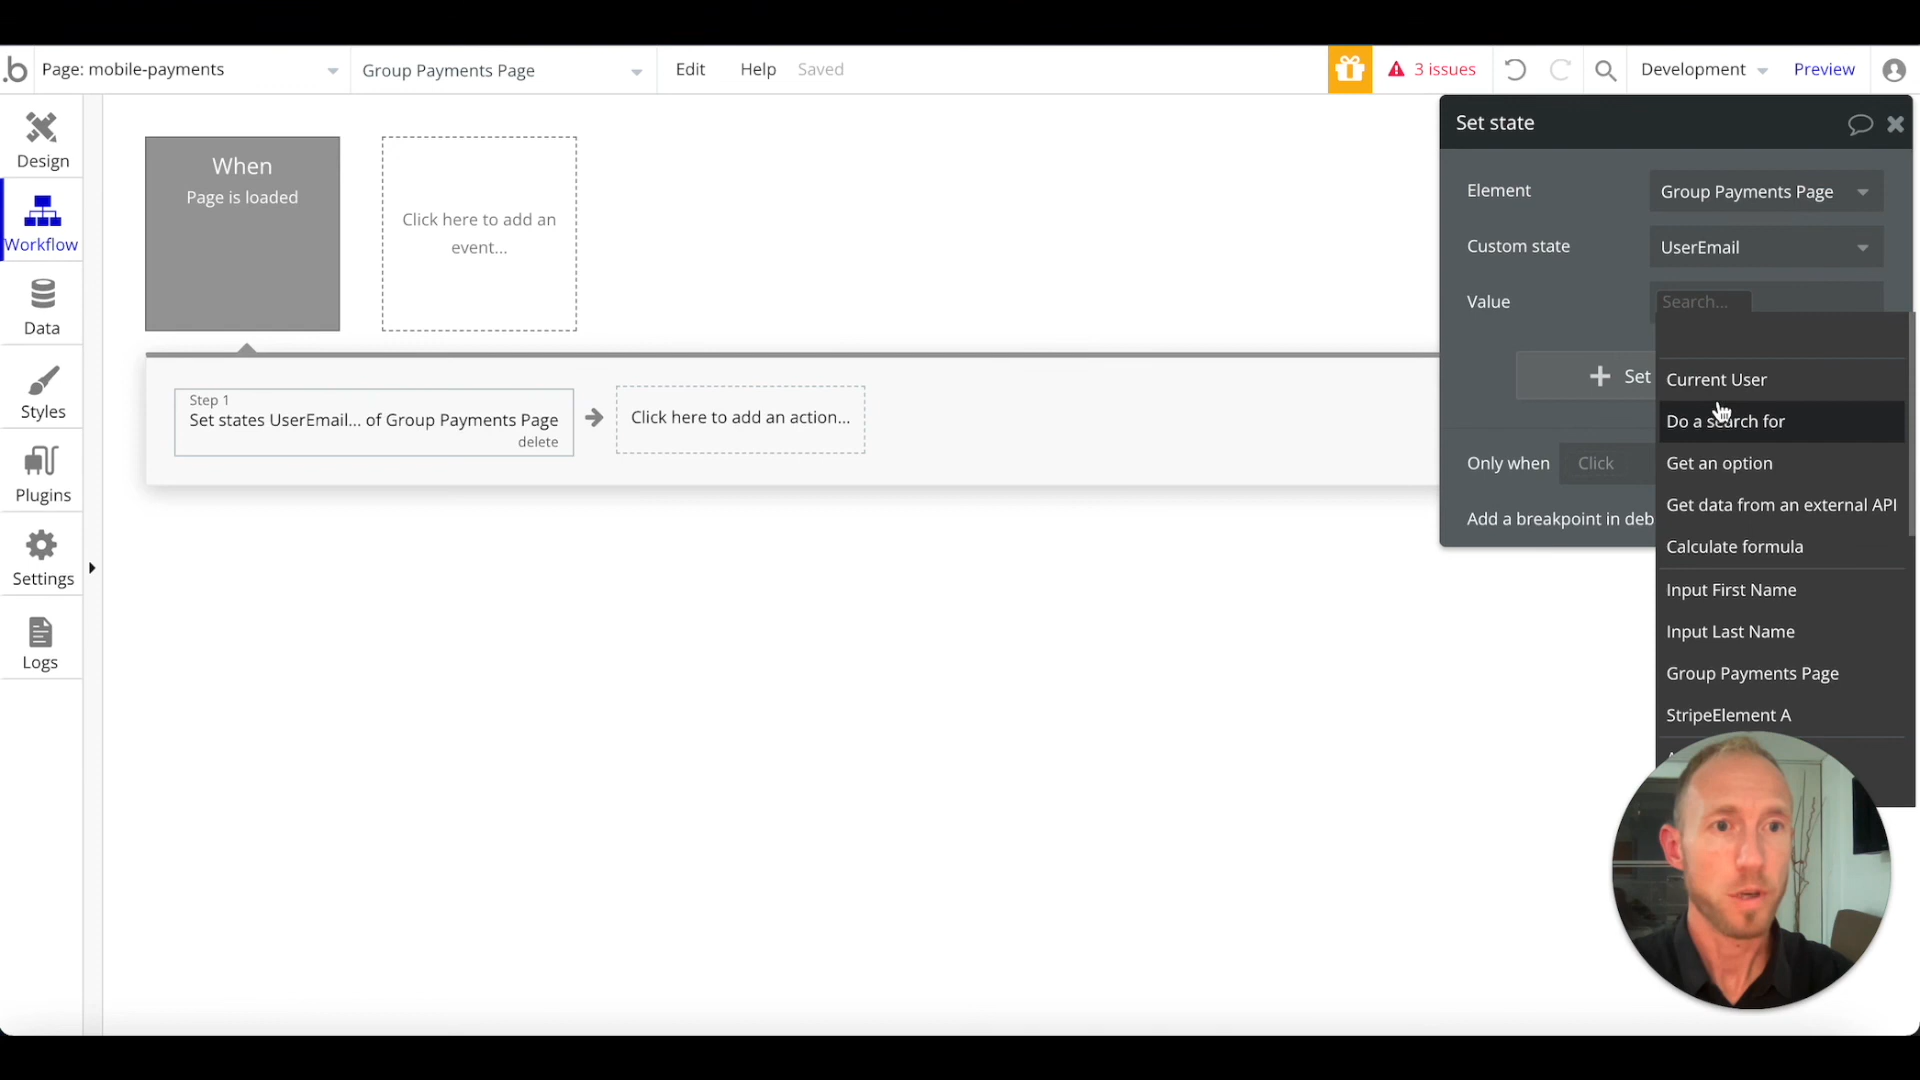 Page: mobile-payments
Group Payments Page
Edit
Help
Saved
3 issues
Development
Preview
Design
Workflow
Data
Styles
Plugins
Settings
Logs
When
Page is loaded
Click here to add an
event...
Step 1
Set states UserEmail... of Group Payments Page
delete
Click here to add an action...
Set state
Element
Group Payments Page
Custom state
UserEmail
Value
Search...
Set
Only when
Click
Add a breakpoint in deb
Current User
Do a search for
Get an option
Get data from an external API
Calculate formula
Input First Name
Input Last Name
Group Payments Page
StripeElement A